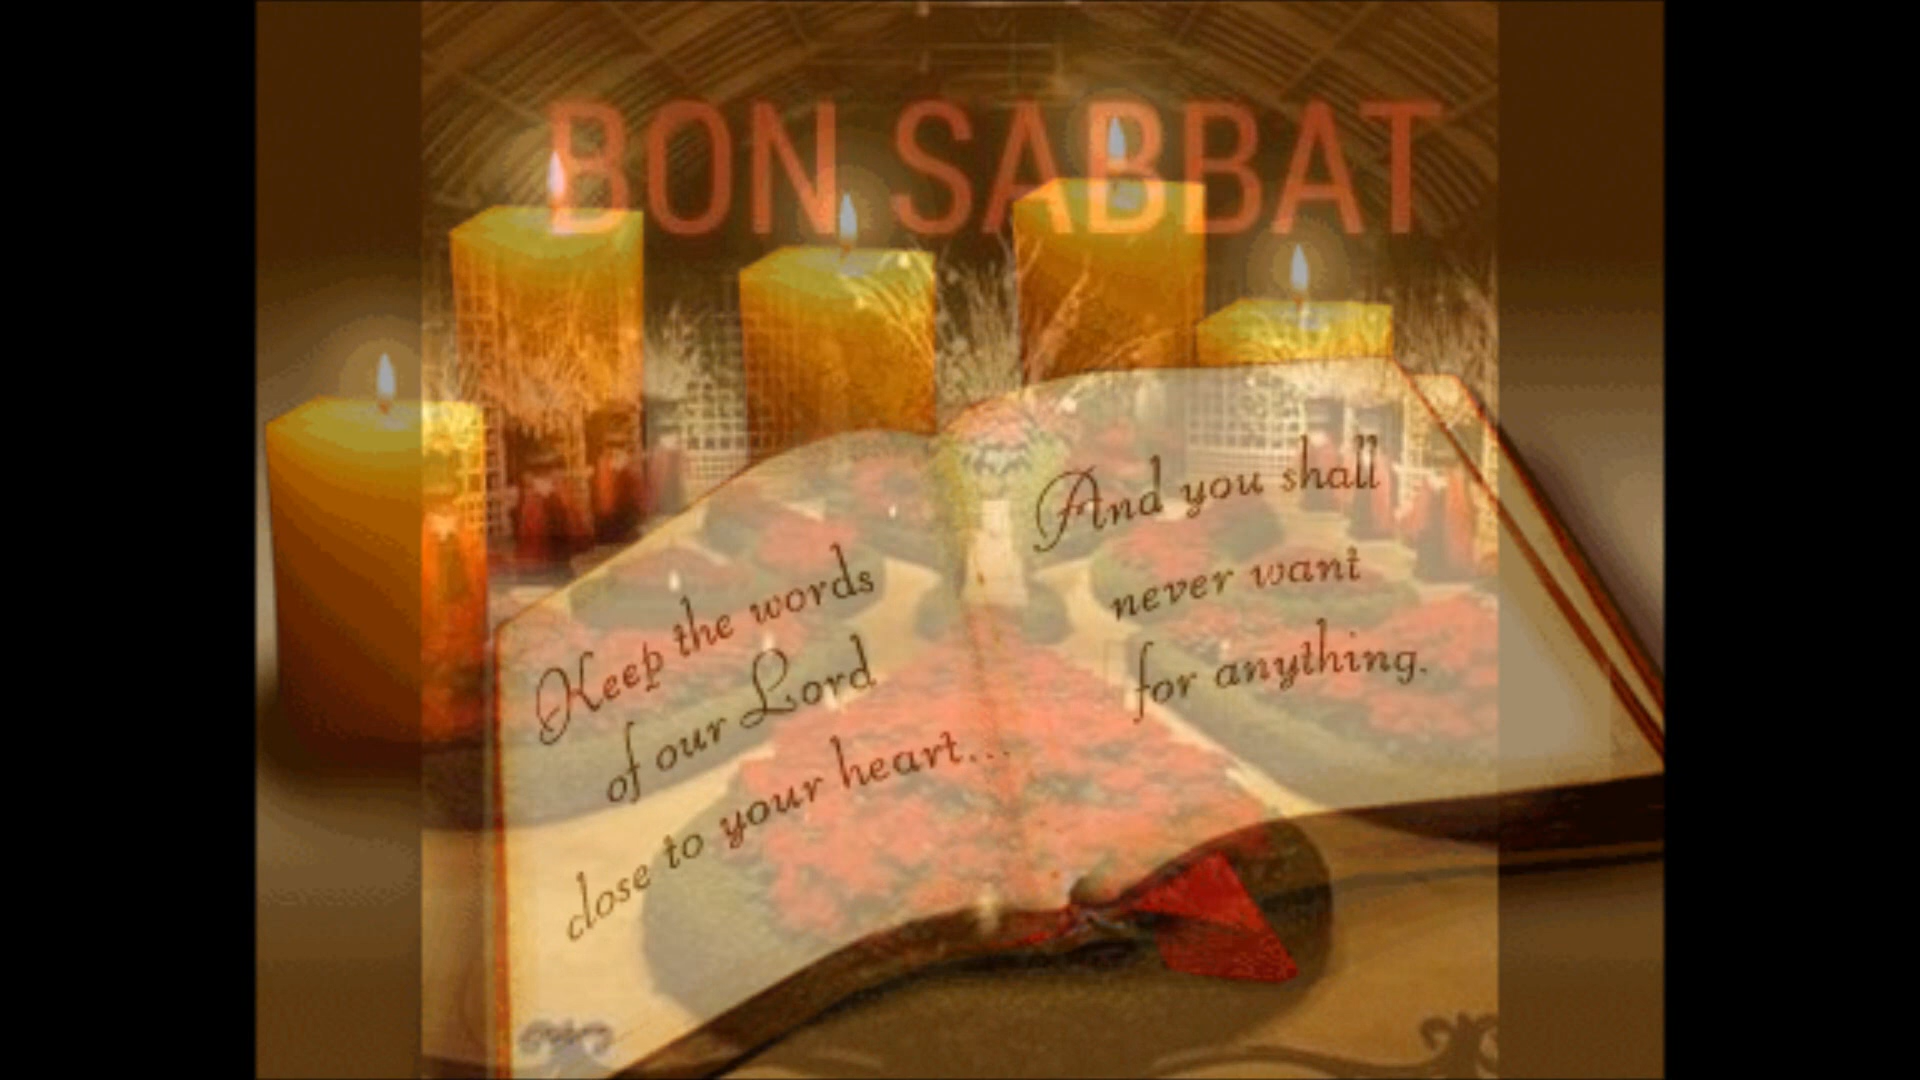 BON SABBAT
Keep the words
of our Lord
close to your heart...
And you shall
never want
for anything.